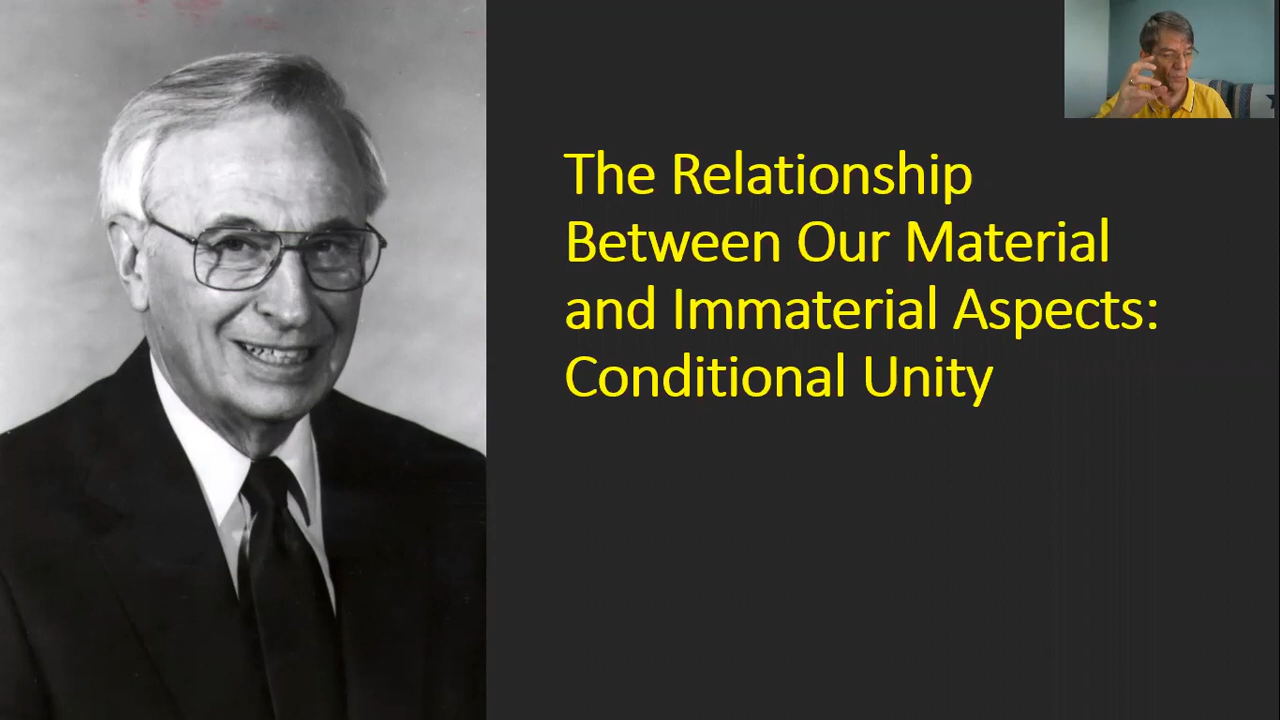 The Relationship
Between Our Material
and Immaterial Aspects:
Conditional Unity